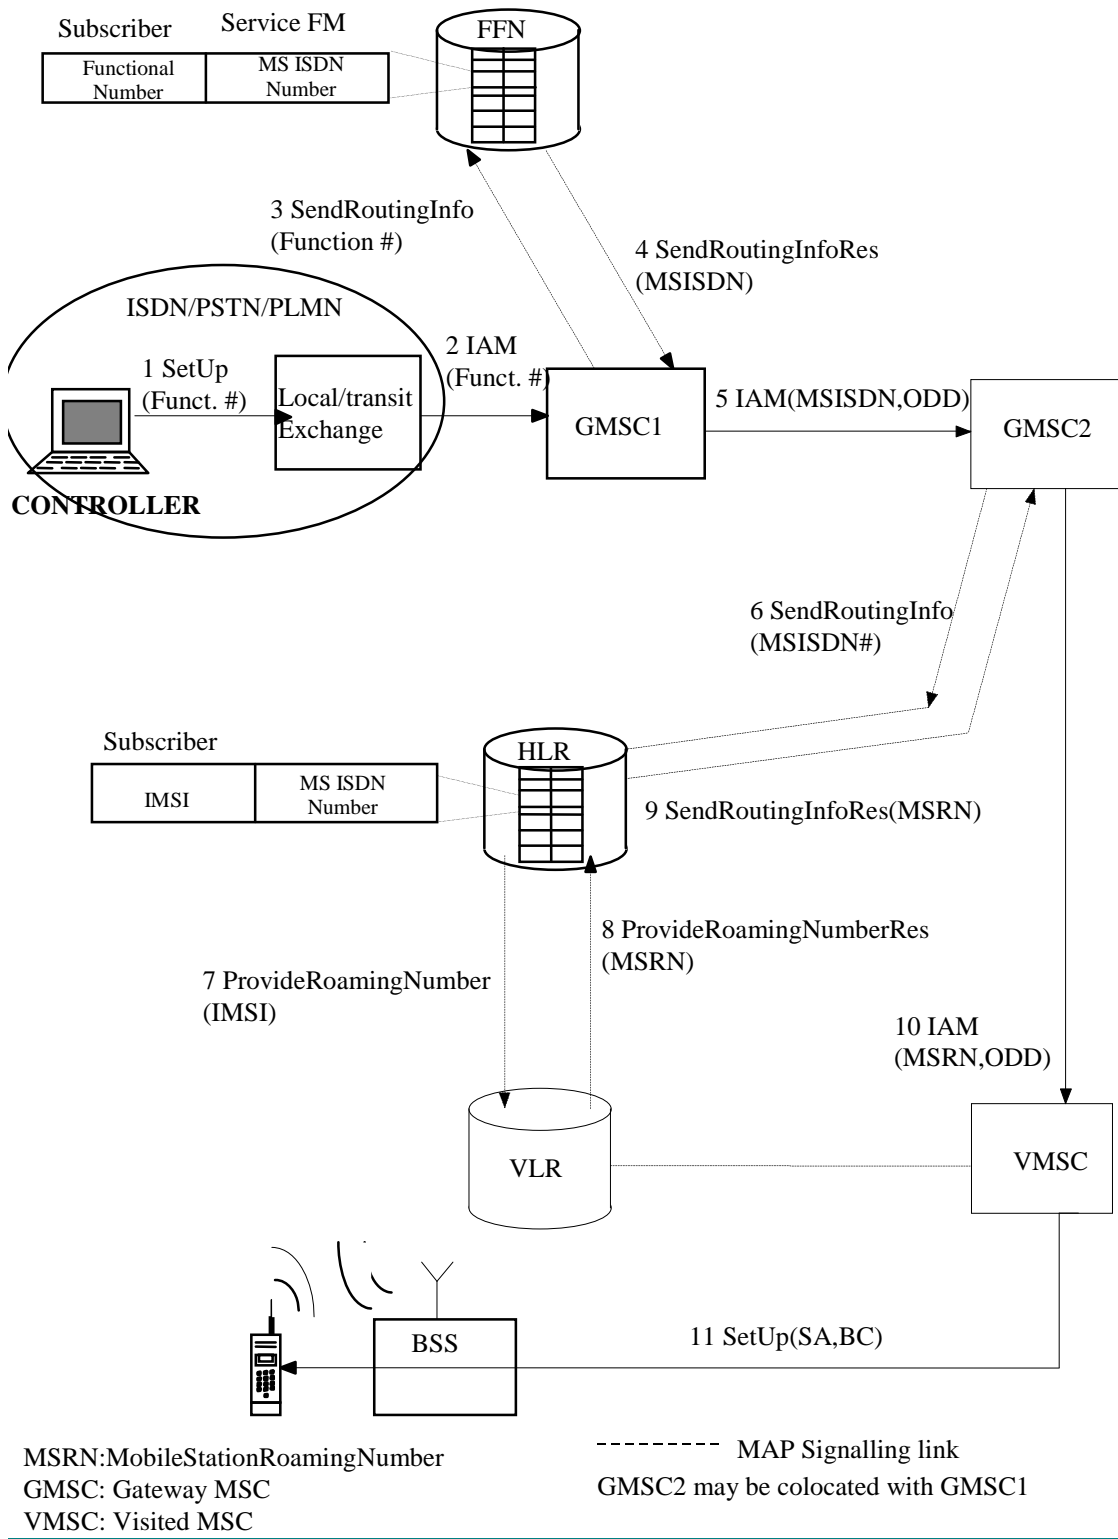 Subscriber
Service FM
FFN
Functional
Number
MS ISDN
Number
3 SendRoutingInfo
(Function #)
4 SendRoutingInfoRes
(MSISDN)
ISDN/PSTN/PLMN
1 SetUp
(Funct. #)
2 IAM
(Funct. #)
Local/transit
Exchange
GMSC1
5 IAM(MSISDN,ODD)
GMSC2
CONTROLLER
6 SendRoutingInfo
(MSISDN#)
Subscriber
HLR
IMSI
MS ISDN
Number
9 SendRoutingInfoRes(MSRN)
8 ProvideRoamingNumberRes
(MSRN)
7 ProvideRoamingNumber
(IMSI)
10 IAM
(MSRN,ODD)
VLR
VMSC
BSS
11 SetUp(SA,BC)
MSRN:MobileStationRoamingNumber
GMSC: Gateway MSC
VMSC: Visited MSC
MAP Signalling link
GMSC2 may be colocated with GMSC1